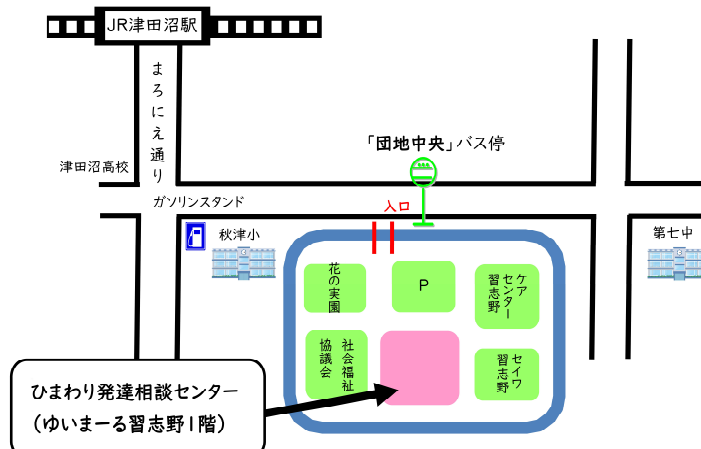 JR津田沼駅
まろにえ通り
津田沼高校
「団地中央」バス停
ガソリンスタンド
入口
秋津小
第七中
花の実園
P
ケア
センター
習志野
社会福祉
協議会
セイワ
習志野
ひまわり発達相談センター
(ゆいまーる習志野1階)